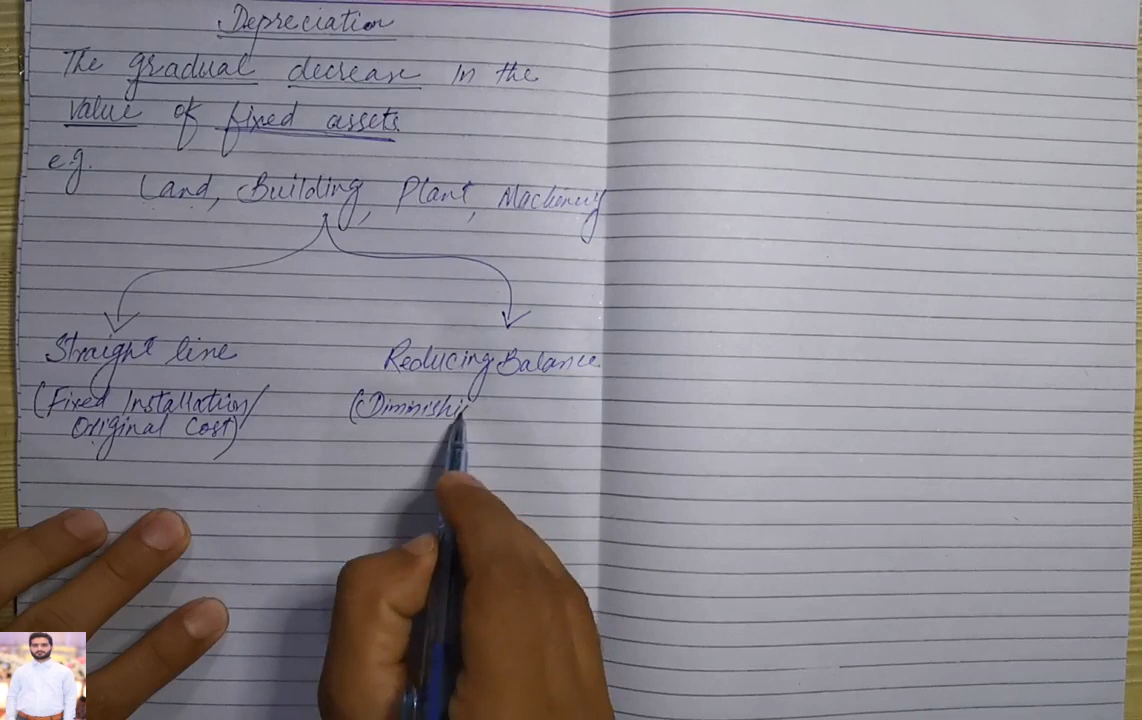 Depreciation
The gradual decrease in the
value of fixed assets.
e.g.
Land, Building, Plant, Machinery
Straight line
Reducing Balance
(Fixed Installation/
Original Cost)
(Diminishi